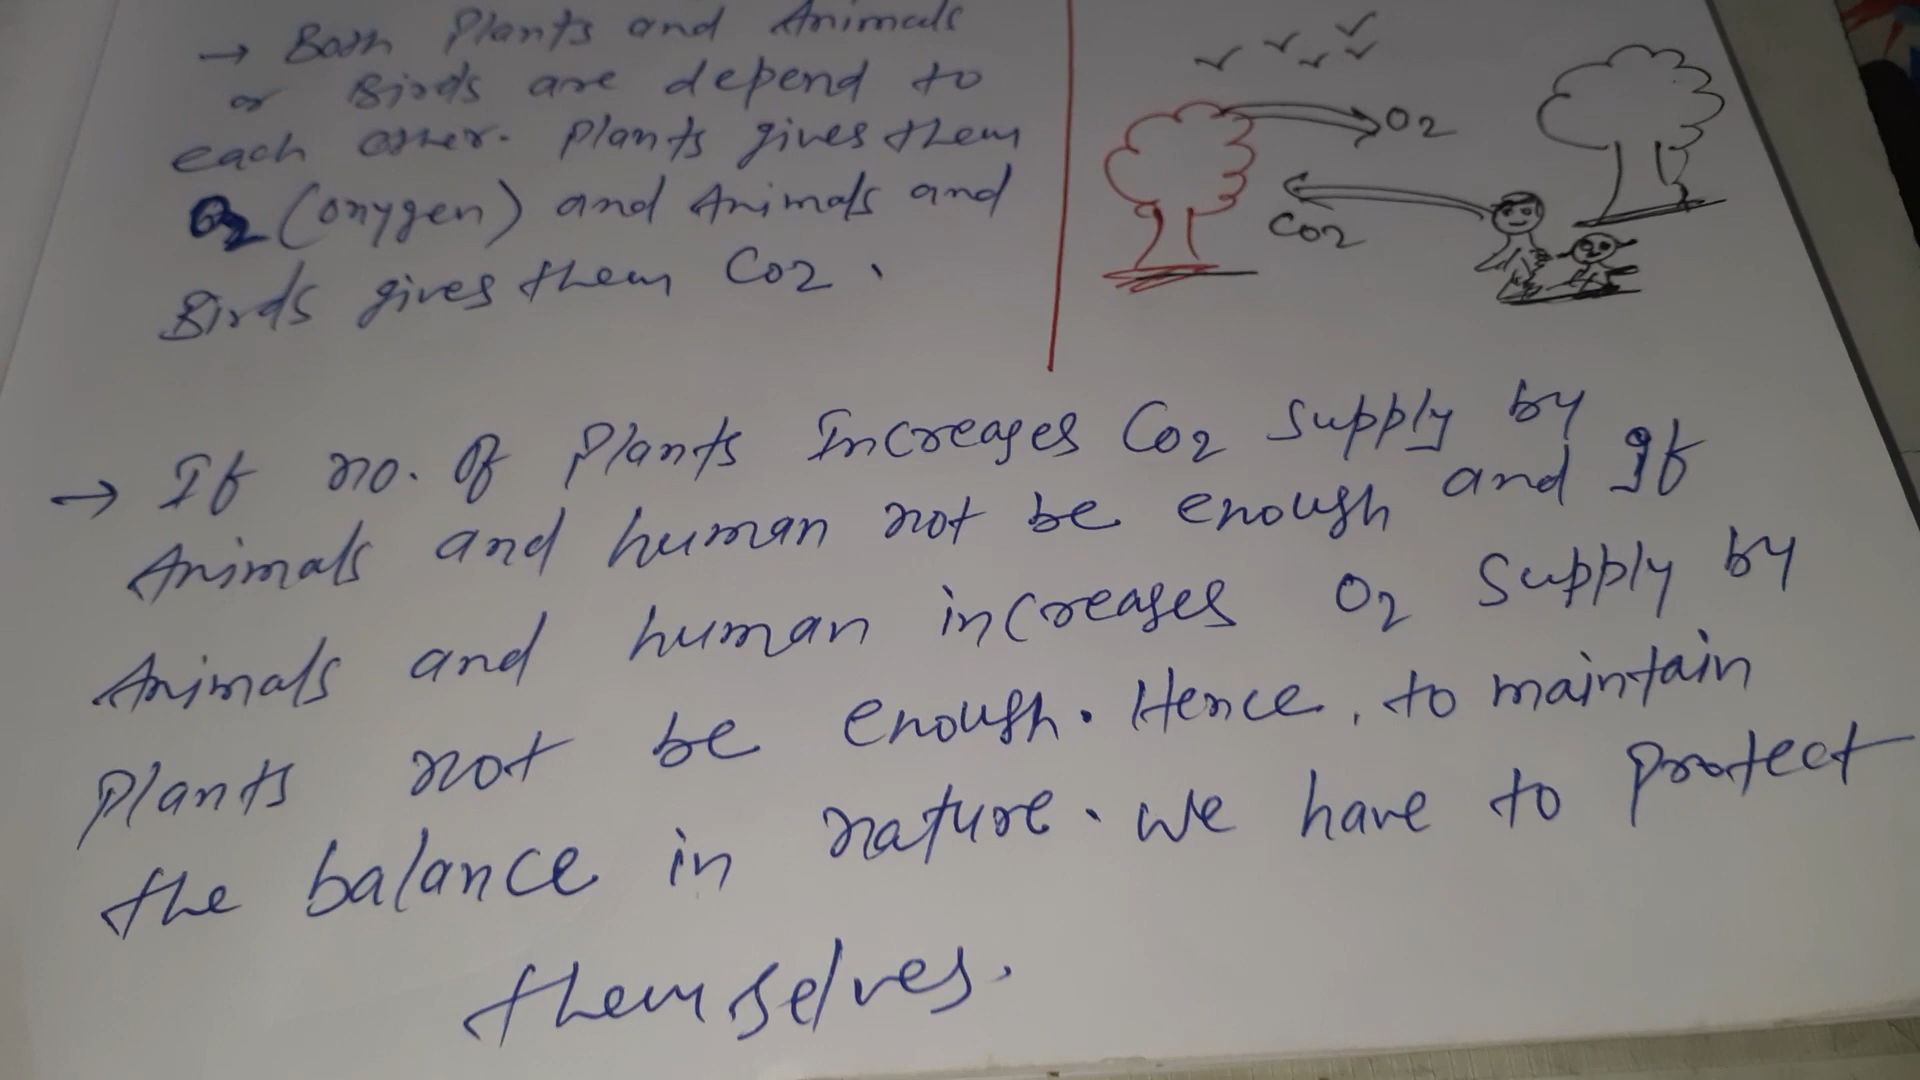 → Both Plants and Animals
or Birds are depend to
each other. Plants gives them
O2 (oxygen) and Animals and
Birds gives them CO2.
O2
CO2
→ If no. of Plants Increases CO2 supply by
Animals and human not be enough and If
Animals and human increases O2 supply by
Plants not be enough. Hence, to maintain
the balance in nature. We have to protect
themselves.